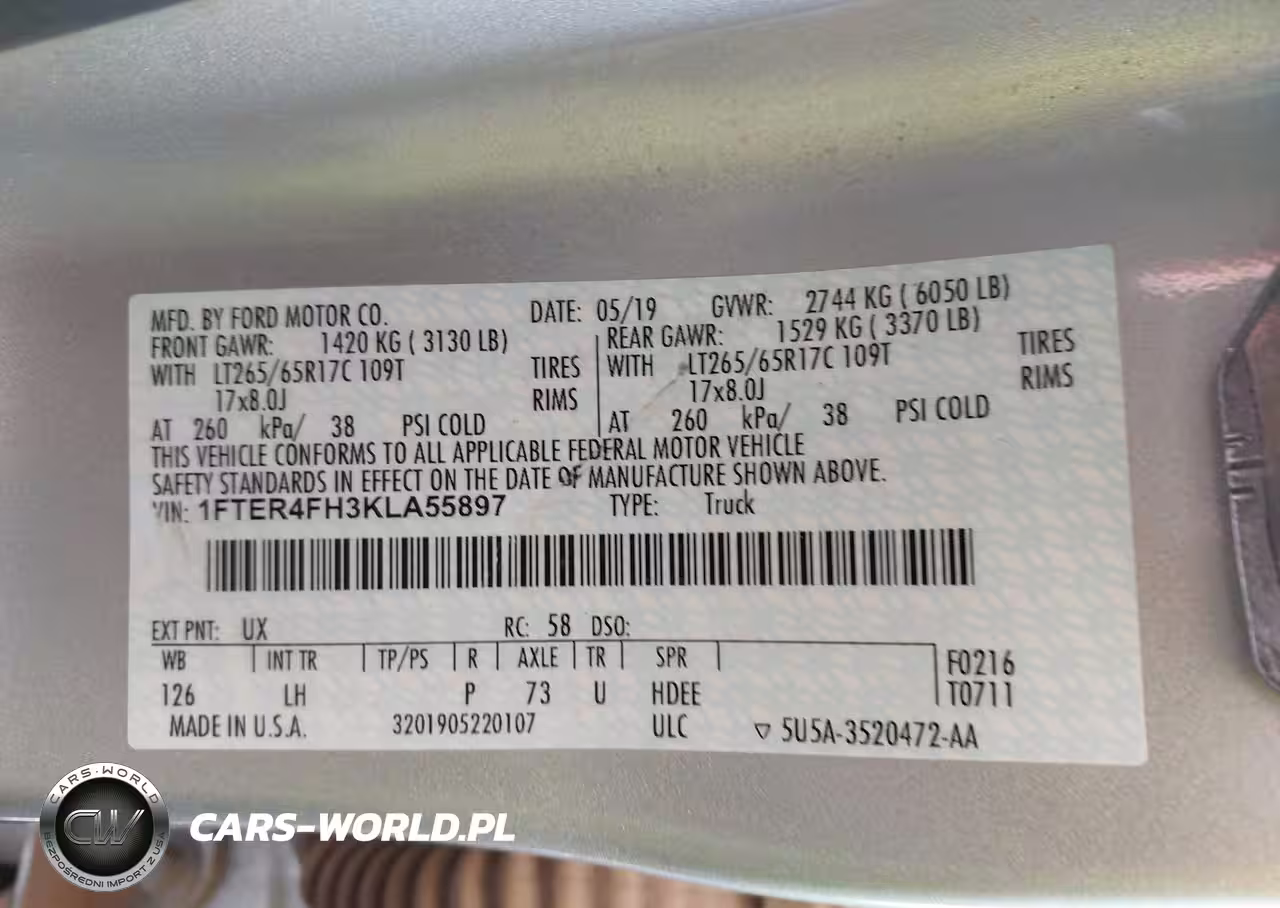 MFD. BY FORD MOTOR CO. DATE: 05/19 GVWR: 2744 KG ( 6050 LB)
FRONT GAWR: 1420 KG ( 3130 LB) REAR GAWR: 1529 KG ( 3370 LB)
WITH LT265/65R17C 109T TIRES WITH LT265/65R17C 109T TIRES
17x8.0J RIMS 17x8.0J RIMS
AT 260 kPa/ 38 PSI COLD AT 260 kPa/ 38 PSI COLD
THIS VEHICLE CONFORMS TO ALL APPLICABLE FEDERAL MOTOR VEHICLE
SAFETY STANDARDS IN EFFECT ON THE DATE OF MANUFACTURE SHOWN ABOVE.
VIN: 1FTER4FH3KLA55897 TYPE: Truck
EXT PNT: UX RC: 58 DSO:
WB INT TR TP/PS R AXLE TR SPR F0216
126 LH P 73 U HDEE T0711
MADE IN U.S.A. 3201905220107 ULC ▽ 5U5A-3520472-AA
CARS-WORLD
CW
BEZPOŚREDNI IMPORT Z USA
CARS-WORLD.PL